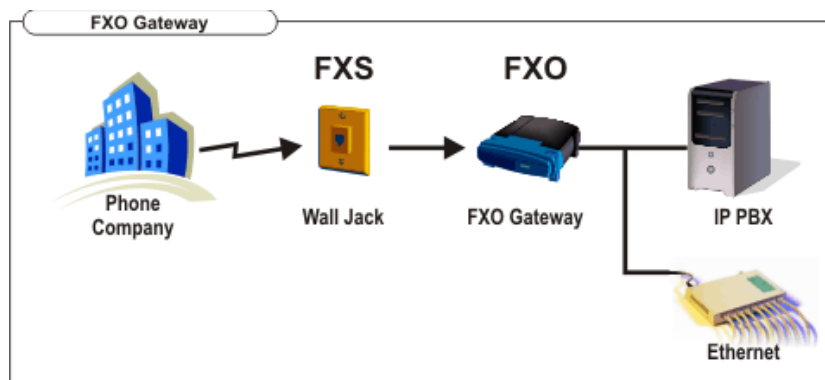 FXO Gateway
FXS
FXO
Phone
Company
Wall Jack
FXO Gateway
IP PBX
Ethernet